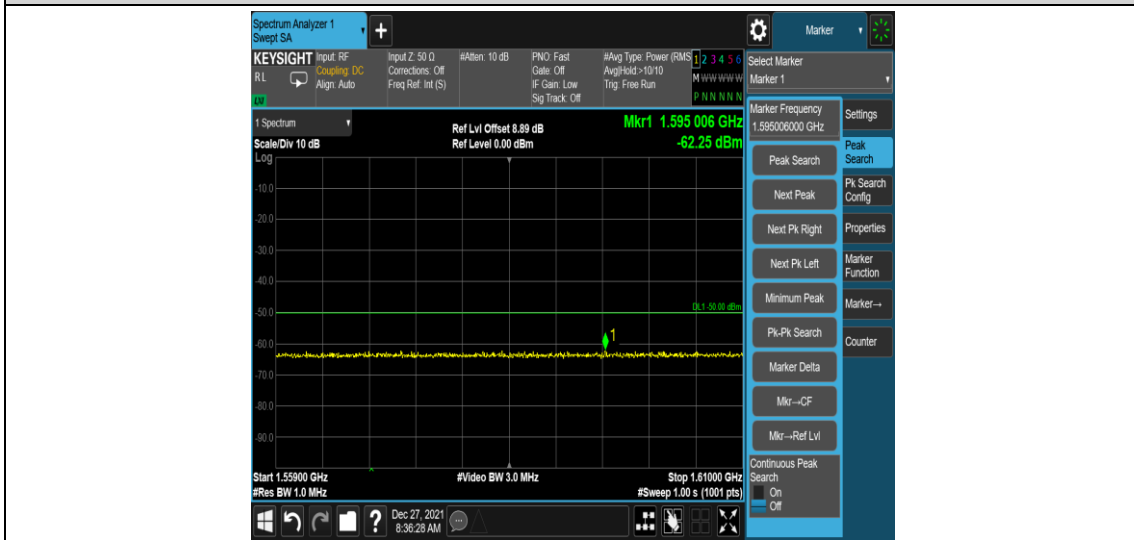 Spectrum Analyzer 1
Swept SA
+
Marker
KEYSIGHT
RL
LXI
Input: RF
Coupling: DC
Align: Auto
Input Z: 50 Ω
Corrections: Off
Freq Ref: Int (S)
#Atten: 10 dB
PNO: Fast
Gate: Off
IF Gain: Low
Sig Track: Off
#Avg Type: Power (RMS
Avg|Hold:>10/10
Trig: Free Run
1 2 3 4 5 6
M W W W W W
P N N N N N
Select Marker
Marker 1
1 Spectrum
Ref Lvl Offset 8.89 dB
Mkr1 1.595 006 GHz
Scale/Div 10 dB
Ref Level 0.00 dBm
-62.25 dBm
Log
-10.0
-20.0
-30.0
-40.0
-50.0
DL1 -50.00 dBm
1
-60.0
-70.0
-80.0
-90.0
Start 1.55900 GHz
#Video BW 3.0 MHz
Stop 1.61000 GHz
#Res BW 1.0 MHz
#Sweep 1.00 s (1001 pts)
Marker Frequency
1.595006000 GHz
Peak Search
Next Peak
Next Pk Right
Next Pk Left
Minimum Peak
Pk-Pk Search
Marker Delta
Mkr→CF
Mkr→Ref Lvl
Continuous Peak
Search
On
Off
Settings
Peak
Search
Pk Search
Config
Properties
Marker
Function
Marker→
Counter
?
Dec 27, 2021
8:36:28 AM